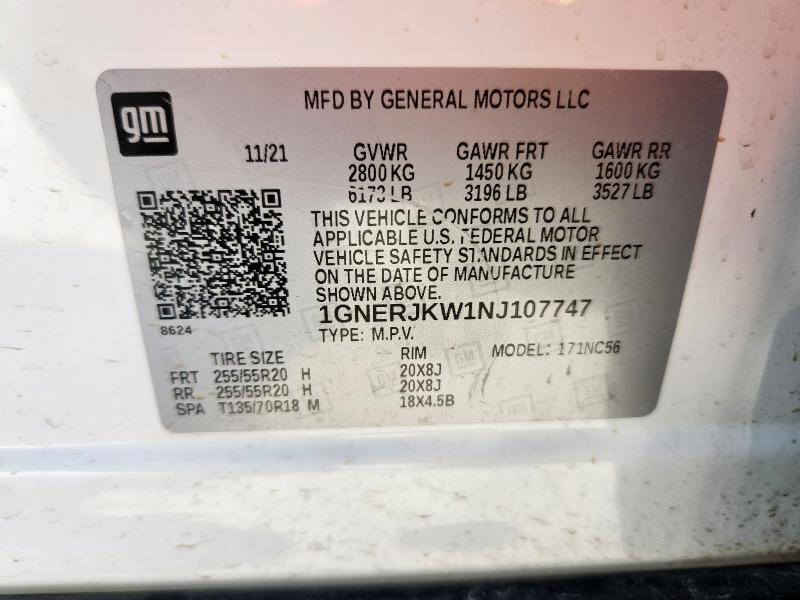 gm
MFD BY GENERAL MOTORS LLC
11/21 GVWR GAWR FRT GAWR RR
2800 KG 1450 KG 1600 KG
6173 LB 3196 LB 3527 LB
THIS VEHICLE CONFORMS TO ALL
APPLICABLE U.S. FEDERAL MOTOR
VEHICLE SAFETY STANDARDS IN EFFECT
ON THE DATE OF MANUFACTURE
SHOWN ABOVE.
1GNERJKW1NJ107747
8624
TYPE: M.P.V.
TIRE SIZE RIM MODEL: 171NC56
FRT 255/55R20 H 20X8J
RR 255/55R20 H 20X8J
SPA T135/70R18 M 18X4.5B